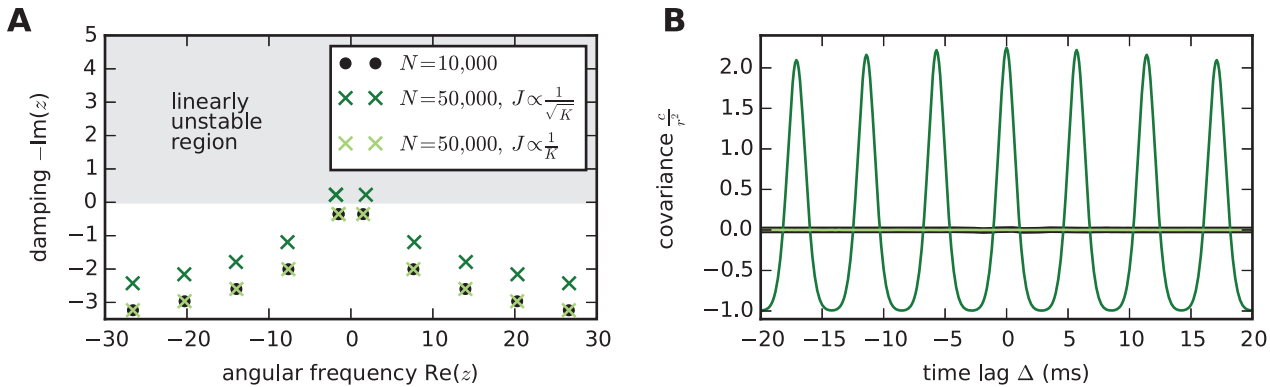 A
5
4
3
2
1
0
−1
−2
−3
−30
−20
−10
0
10
20
30
damping −Im(z)
angular frequency Re(z)
linearly
unstable
region
N=10,000
N=50,000, J∝1/√K
N=50,000, J∝1/K
B
2.0
1.5
1.0
0.5
0.0
−0.5
−1.0
−20
−15
−10
−5
0
5
10
15
20
covariance c/r²
time lag Δ (ms)